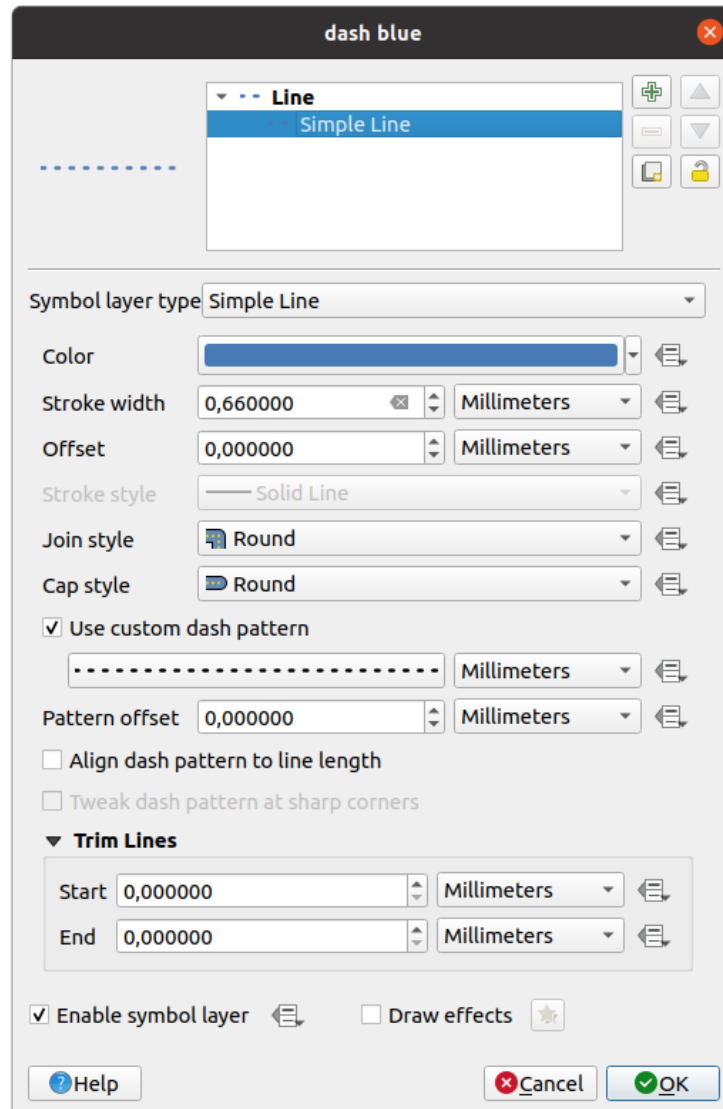 dash blue
Line
Simple Line
Symbol layer type Simple Line
Color
Stroke width 0,660000 Millimeters
Offset 0,000000 Millimeters
Stroke style Solid Line
Join style Round
Cap style Round
Use custom dash pattern
Millimeters
Pattern offset 0,000000 Millimeters
Align dash pattern to line length
Tweak dash pattern at sharp corners
Trim Lines
Start 0,000000 Millimeters
End 0,000000 Millimeters
Enable symbol layer Draw effects
Help Cancel OK